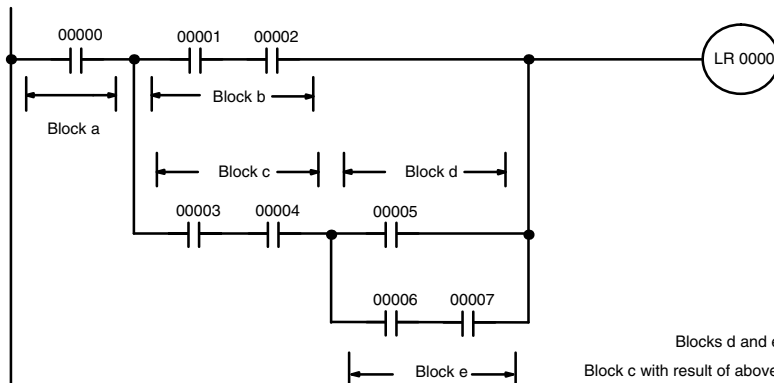 00000 00001 00002
LR 0000
Block b
Block a
Block c Block d
00003 00004 00005
00006 00007
Blocks d and e
Block e
Block c with result of above